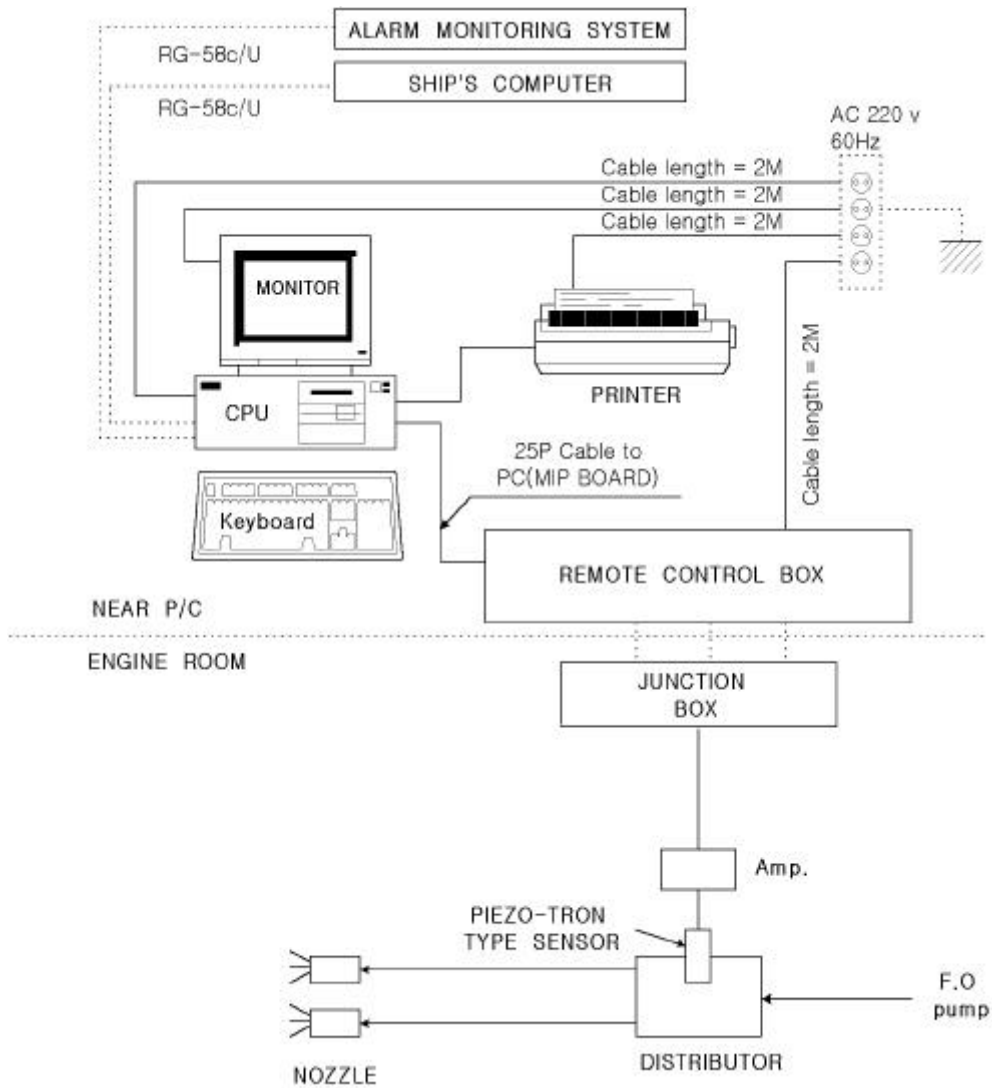 ALARM MONITORING SYSTEM
RG-58c/U
SHIP'S COMPUTER
RG-58c/U
AC 220 v
60Hz
Cable length = 2M
Cable length = 2M
Cable length = 2M
MONITOR
Cable length = 2M
PRINTER
CPU
25P Cable to
PC(MIP BOARD)
Keyboard
REMOTE CONTROL BOX
NEAR P/C
ENGINE ROOM
JUNCTION
BOX
Amp.
PIEZO-TRON
TYPE SENSOR
F.O
pump
DISTRIBUTOR
NOZZLE